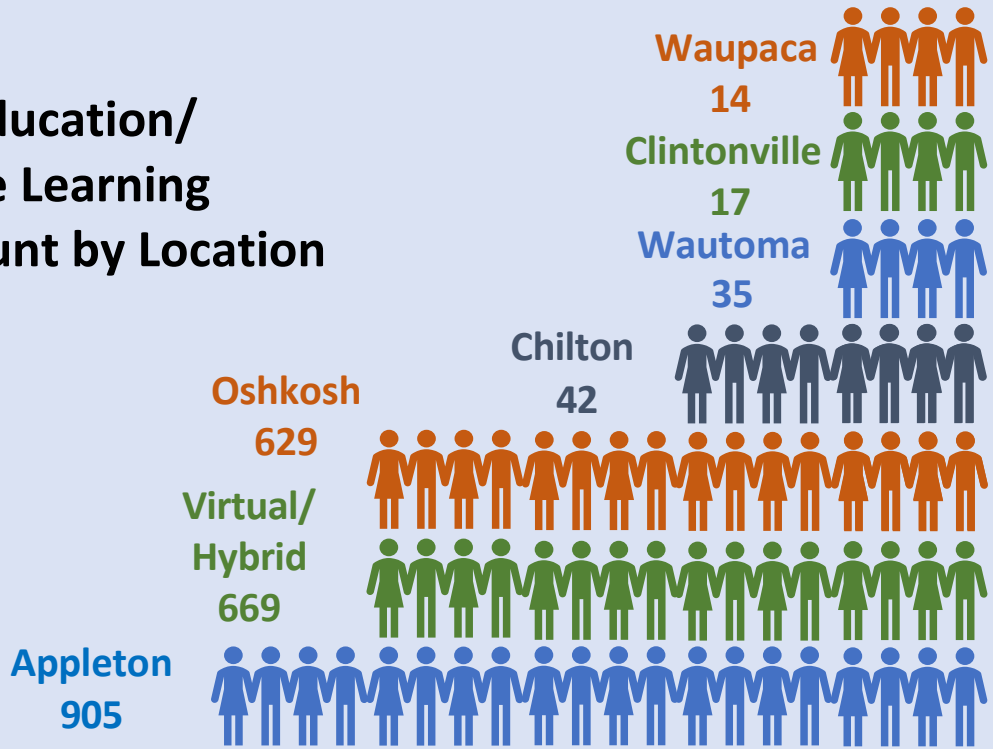 ducation/
e Learning
unt by Location
Waupaca
14
Clintonville
17
Wautoma
35
Chilton
42
Oshkosh
629
Virtual/
Hybrid
669
Appleton
905